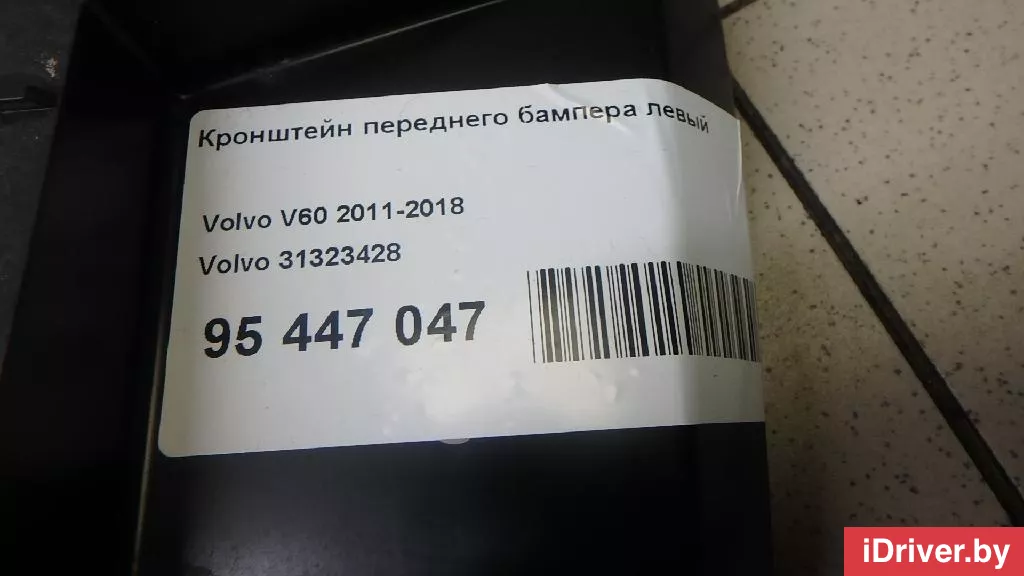 Кронштейн переднего бампера левый
Volvo V60 2011-2018
Volvo 31323428
95 447 047
iDriver.by